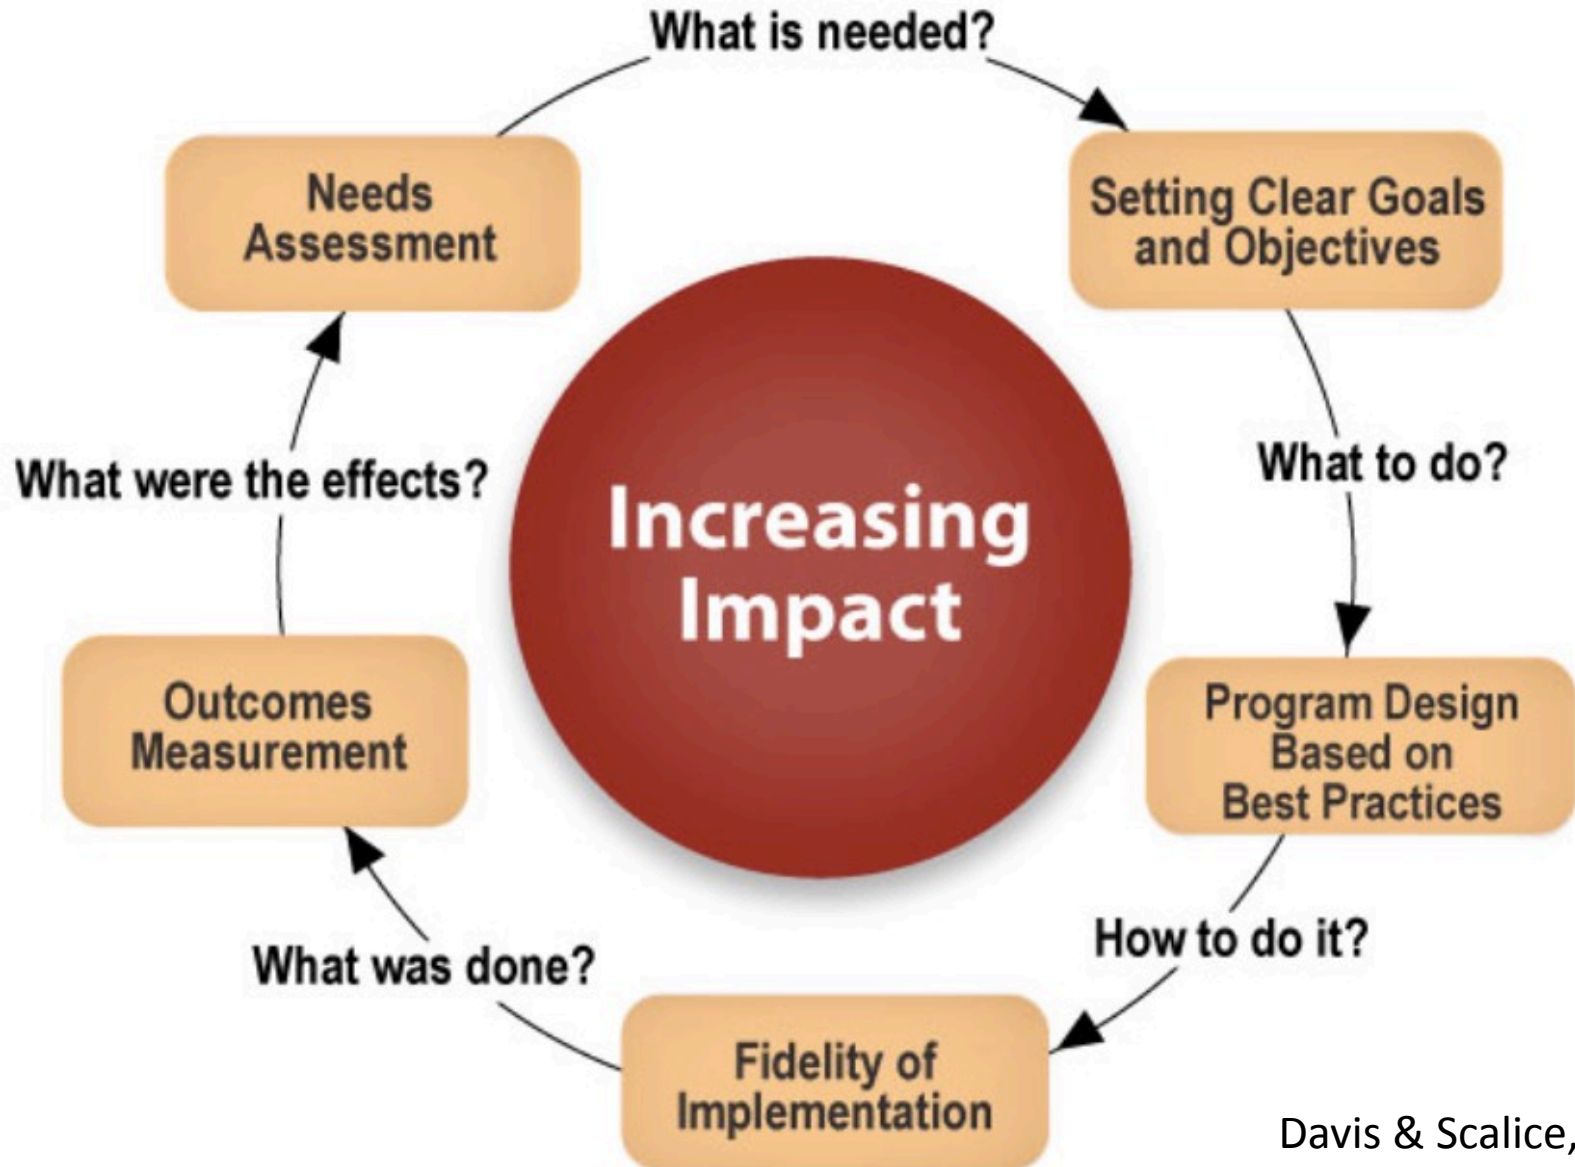 What is needed?
Needs
Assessment
Setting Clear Goals
and Objectives
What to do?
Program Design
Based on
Best Practices
How to do it?
Fidelity of
Implementation
What was done?
Outcomes
Measurement
What were the effects?
Increasing
Impact
Davis & Scalice,